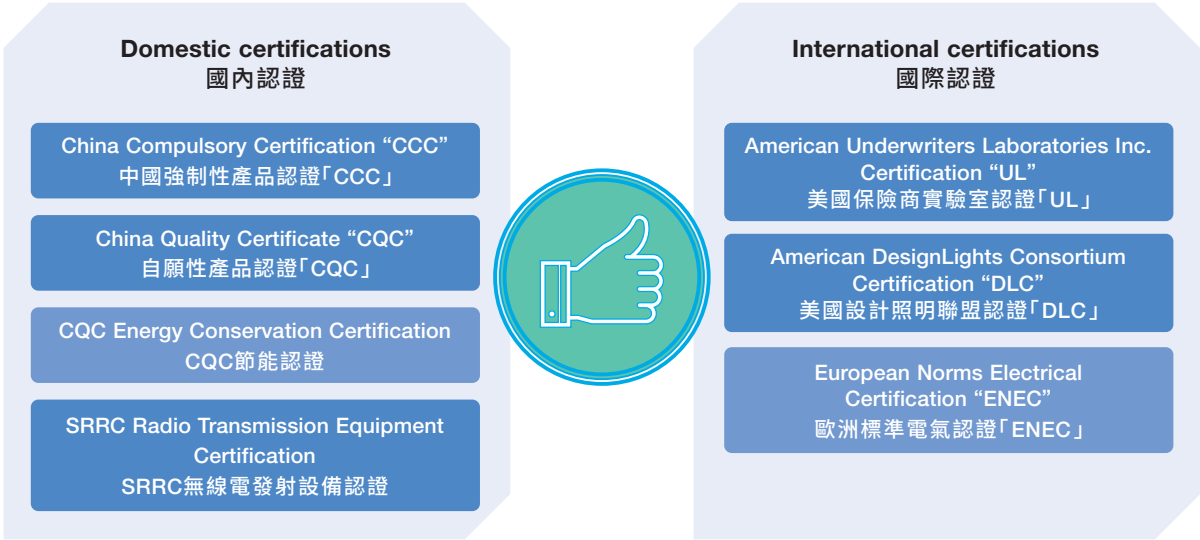 Domestic certifications
國內認證
China Compulsory Certification “CCC”
中國強制性產品認證「CCC」
China Quality Certificate “CQC”
自願性產品認證「CQC」
CQC Energy Conservation Certification
CQC節能認證
SRRC Radio Transmission Equipment
Certification
SRRC無線電發射設備認證
International certifications
國際認證
American Underwriters Laboratories Inc.
Certification “UL”
美國保險商實驗室認證「UL」
American DesignLights Consortium
Certification “DLC”
美國設計照明聯盟認證「DLC」
European Norms Electrical
Certification “ENEC”
歐洲標準電氣認證「ENEC」